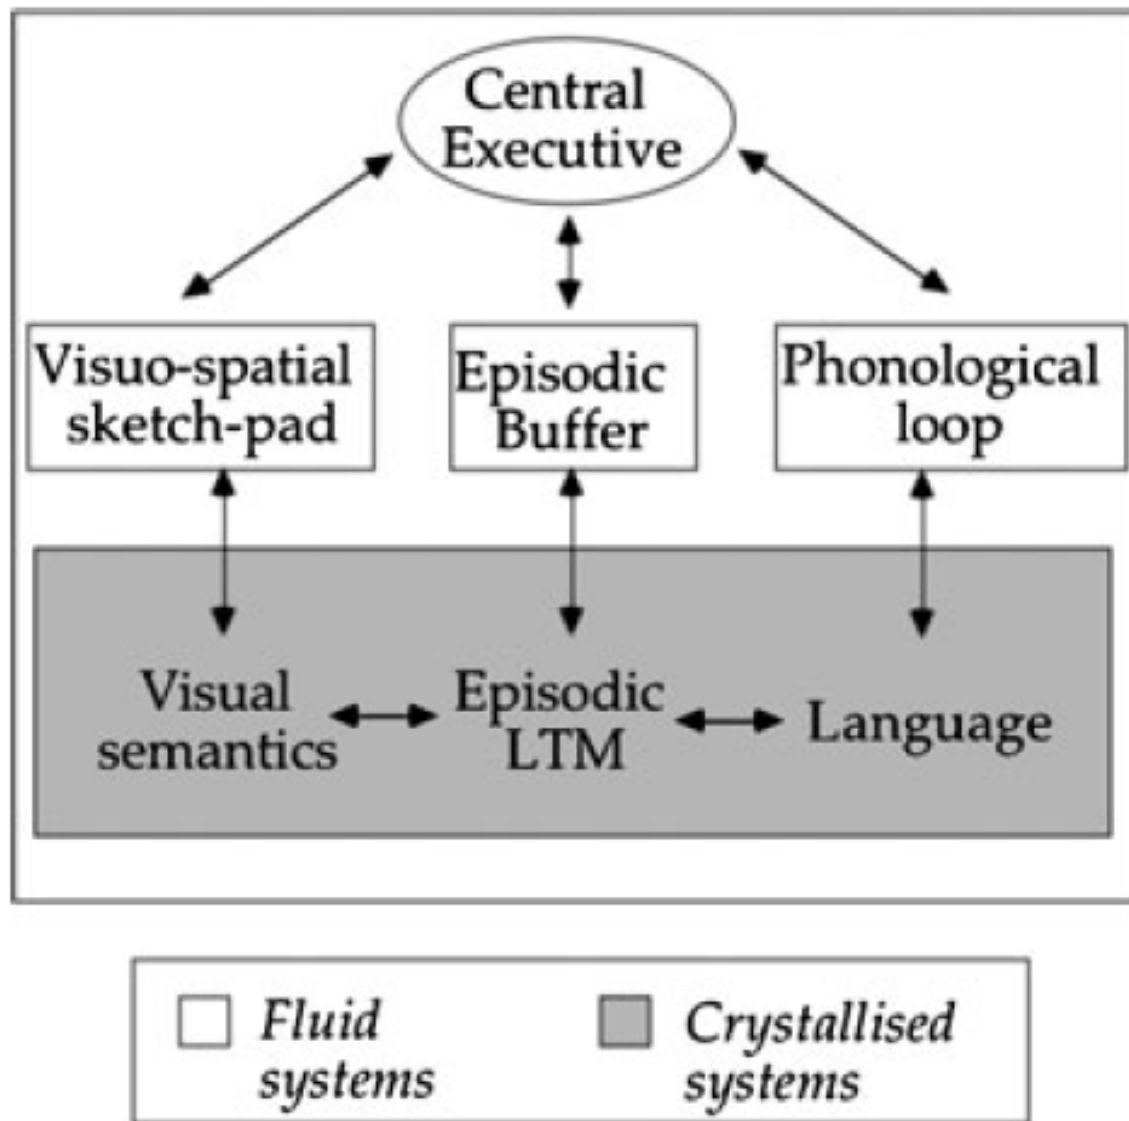 Central
Executive
Visuo-spatial
sketch-pad
Episodic
Buffer
Phonological
loop
Visual
semantics
Episodic
LTM
Language
Fluid
systems
Crystallised
systems